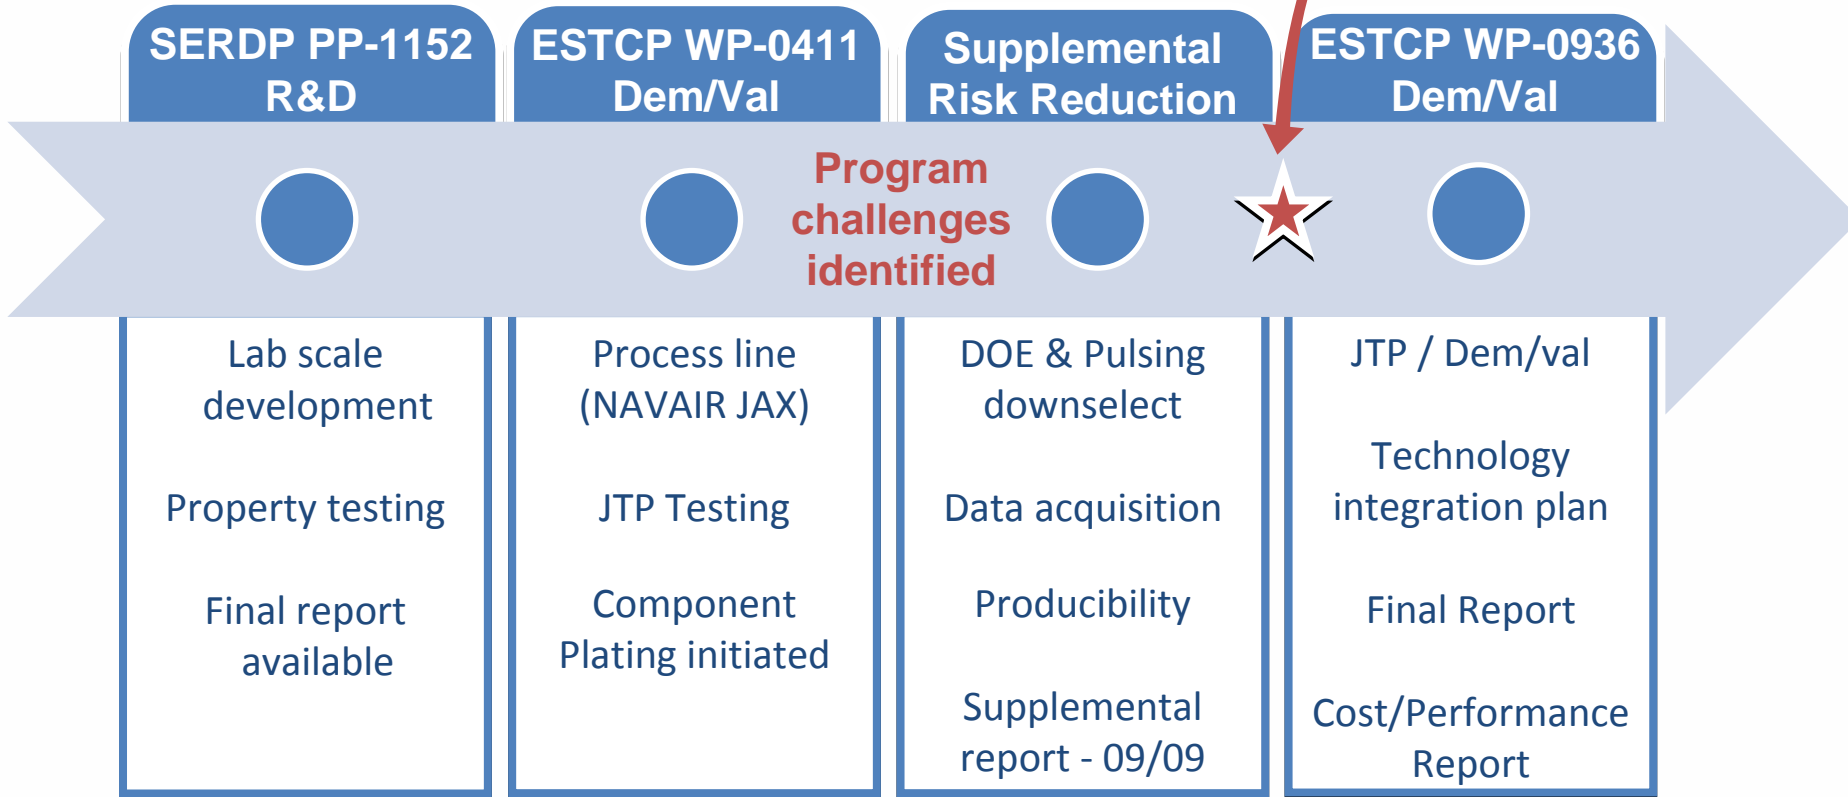 SERDP PP-1152
R&D
ESTCP WP-0411
Dem/Val
Supplemental
Risk Reduction
ESTCP WP-0936
Dem/Val
Program
challenges
identified
Lab scale
development
Property testing
Final report
available
Process line
(NAVAIR JAX)
JTP Testing
Component
Plating initiated
DOE & Pulsing
downselect
Data acquisition
Producibility
Supplemental
report - 09/09
JTP / Dem/val
Technology
integration plan
Final Report
Cost/Performance
Report